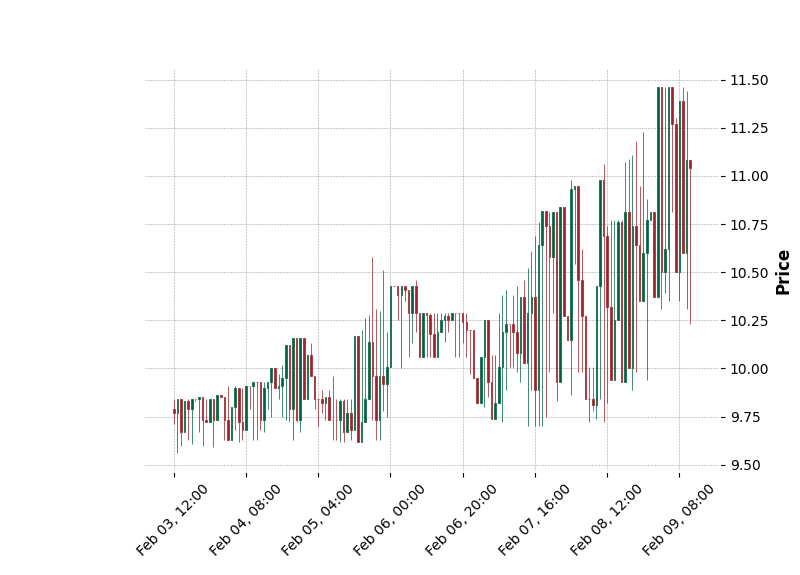 11.50
11.25
11.00
10.75
10.50
10.25
10.00
9.75
9.50
Price
Feb 03, 12:00
Feb 04, 08:00
Feb 05, 04:00
Feb 06, 00:00
Feb 06, 20:00
Feb 07, 16:00
Feb 08, 12:00
Feb 09, 08:00